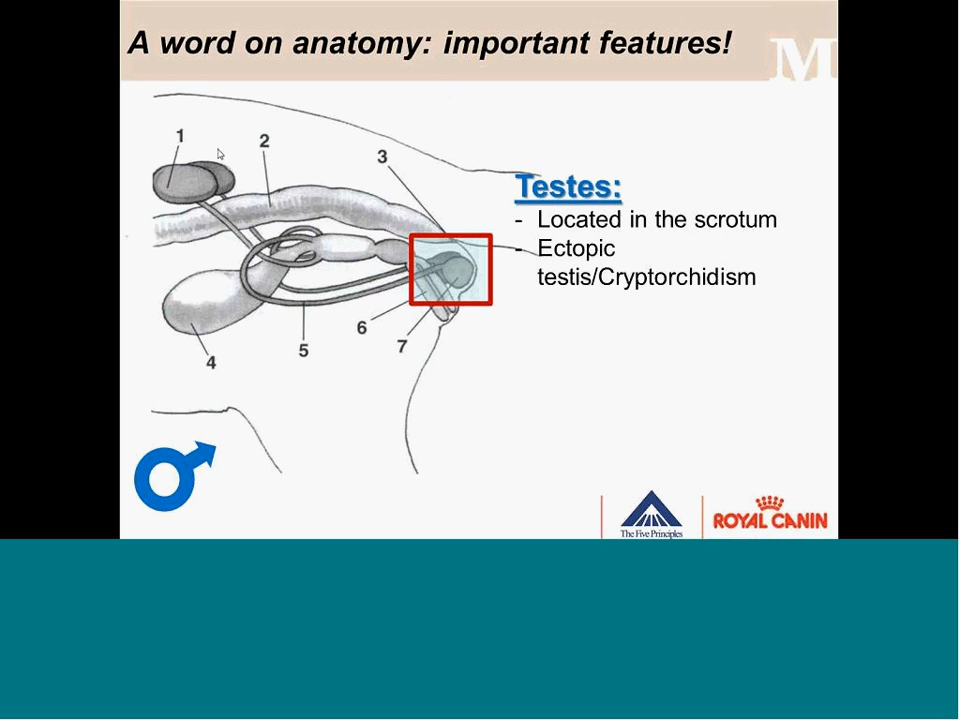 A word on anatomy: important features!
M
1
2
3
Testes:
- Located in the scrotum
- Ectopic
testis/Cryptorchidism
6
7
5
4
The Five Principles
ROYAL CANIN